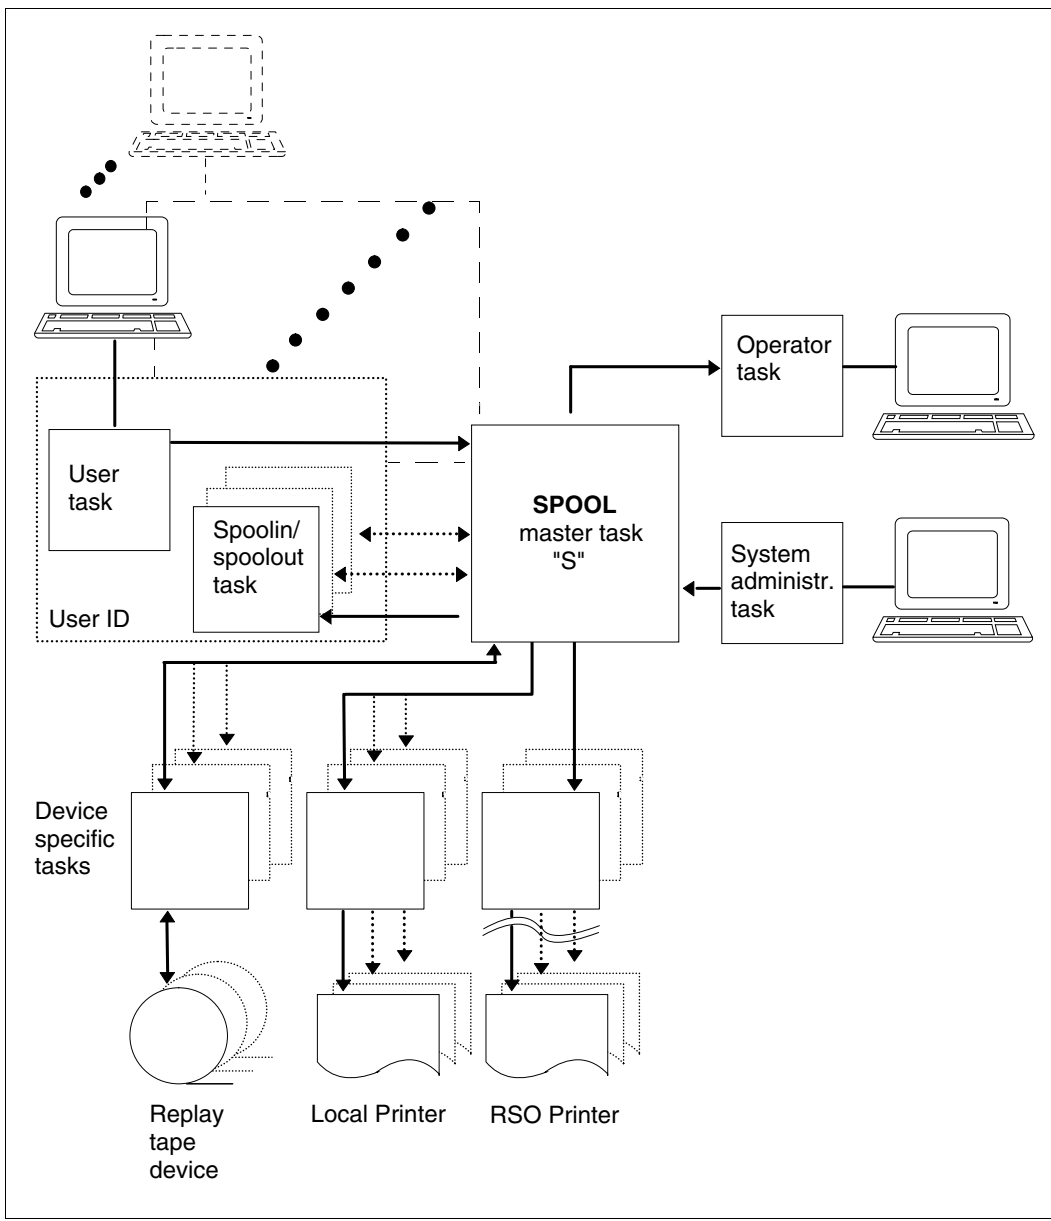 Operator
task
User
task
Spoolin/
spoolout
task
User ID
SPOOL
master task
"S"
System
administr.
task
Device
specific
tasks
Replay
tape
device
Local Printer
RSO Printer